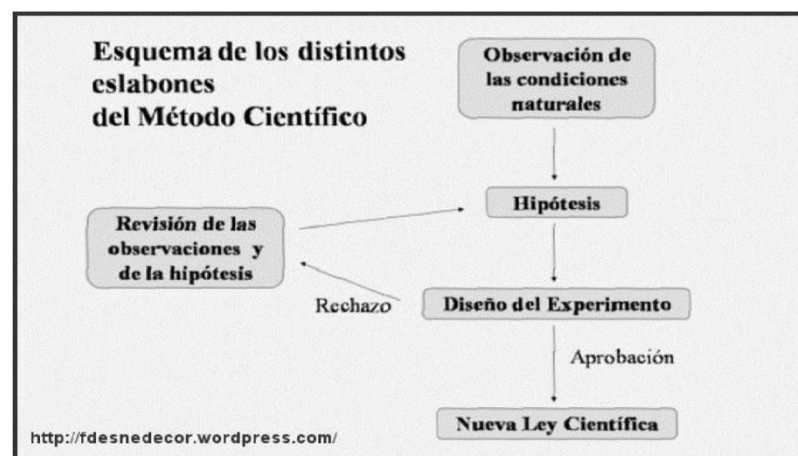 Esquema de los distintos
eslabones
del Método Científico
Observación de
las condiciones
naturales
Hipótesis
Revisión de las
observaciones y
de la hipótesis
Rechazo
Diseño del Experimento
Aprobación
Nueva Ley Científica
http://fdesnedecor.wordpress.com/